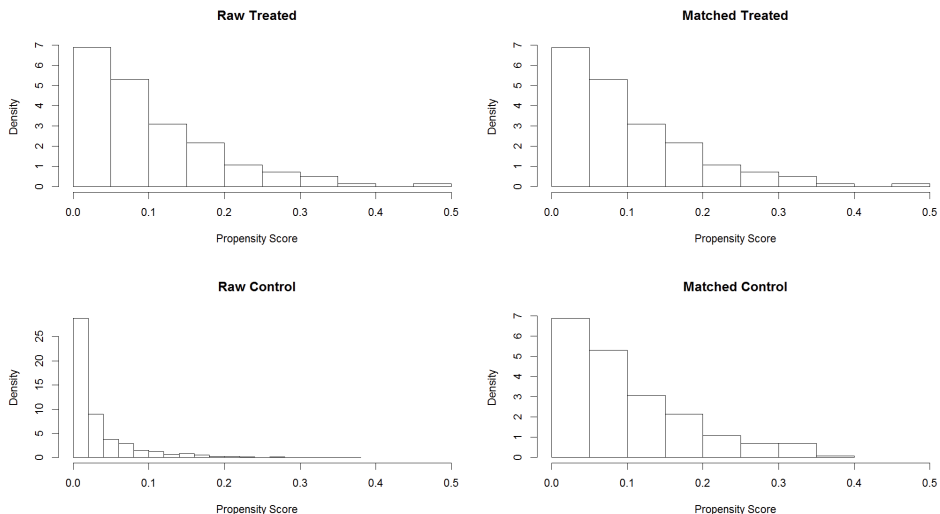 Raw Treated
Density
0 1 2 3 4 5 6 7
0.0 0.1 0.2 0.3 0.4 0.5
Propensity Score
Matched Treated
Density
0 1 2 3 4 5 6 7
0.0 0.1 0.2 0.3 0.4 0.5
Propensity Score
Raw Control
Density
0 5 10 15 20 25
0.0 0.1 0.2 0.3 0.4 0.5
Propensity Score
Matched Control
Density
0 1 2 3 4 5 6 7
0.0 0.1 0.2 0.3 0.4 0.5
Propensity Score